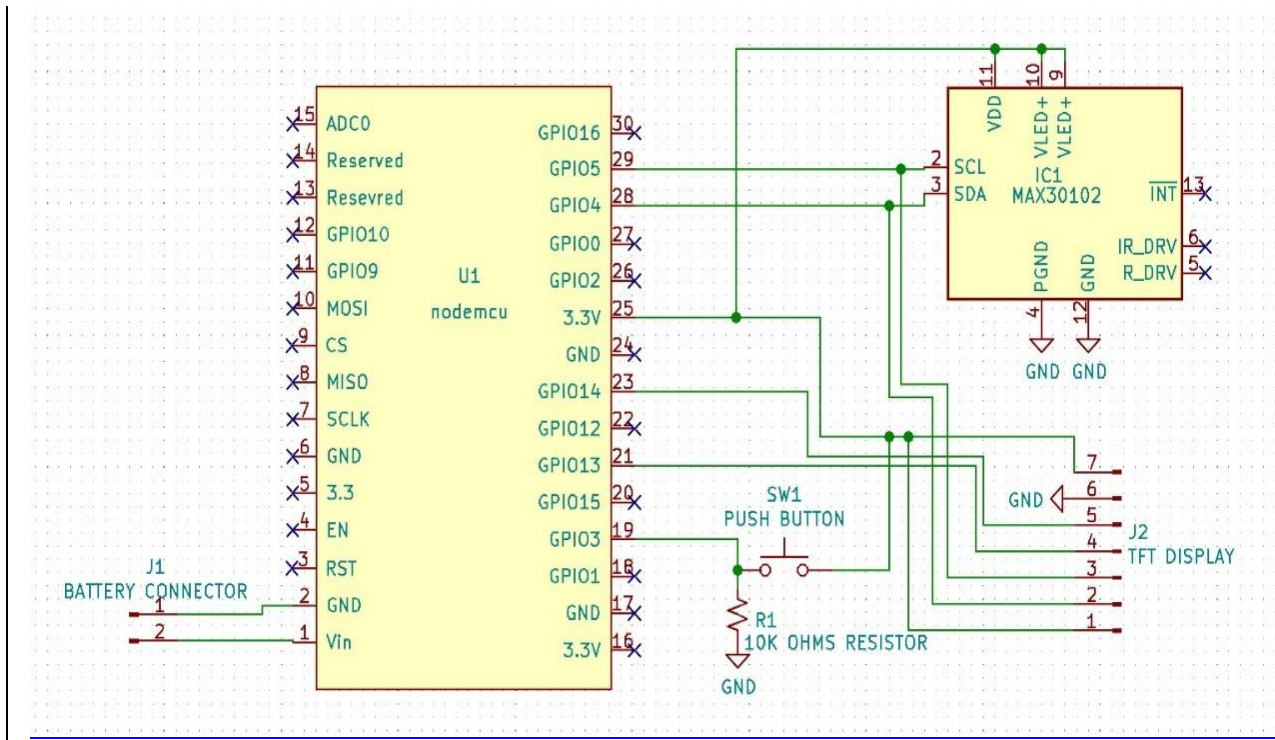 15 ADC0
14 Reserved
13 Resevred
12 GPIO10
11 GPIO9
10 MOSI
9 CS
8 MISO
7 SCLK
6 GND
5 3.3
4 EN
3 RST
2 GND
1 Vin
U1
nodemcu
GPIO16 30
GPIO5 29
GPIO4 28
GPIO0 27
GPIO2 26
3.3V 25
GND 24
GPIO14 23
GPIO12 22
GPIO13 21
GPIO15 20
GPIO3 19
GPIO1 18
GND 17
3.3V 16
J1
BATTERY CONNECTOR
1
2
11 VDD
10 VLED+
9 VLED+
2 SCL
3 SDA
IC1
MAX30102
INT 13
IR_DRV 6
R_DRV 5
PGND 4
GND 12
GND GND
SW1
PUSH BUTTON
R1
10K OHMS RESISTOR
GND
7
GND 6
5
4
3
2
1
J2
TFT DISPLAY